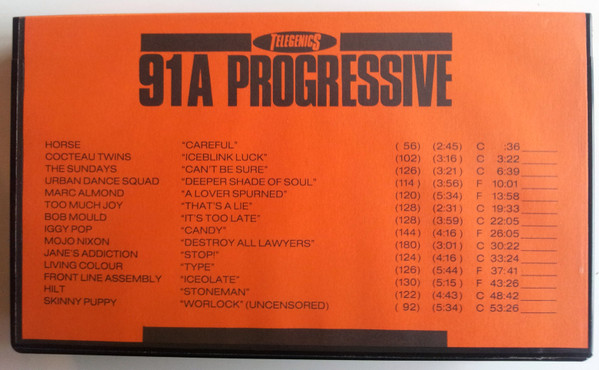 TELEGENICS
91A PROGRESSIVE
HORSE "CAREFUL" ( 56) (2:45) C :36
COCTEAU TWINS "ICEBLINK LUCK" (102) (3:16) C 3:22
THE SUNDAYS "CAN'T BE SURE" (126) (3:21) C 6:39
URBAN DANCE SQUAD "DEEPER SHADE OF SOUL" (114) (3:56) F 10:01
MARC ALMOND "A LOVER SPURNED" (120) (5:34) F 13:58
TOO MUCH JOY "THAT'S A LIE" (128) (2:31) C 19:33
BOB MOULD "IT'S TOO LATE" (128) (3:59) C 22:05
IGGY POP "CANDY" (144) (4:16) F 26:05
MOJO NIXON "DESTROY ALL LAWYERS" (180) (3:01) C 30:22
JANE'S ADDICTION "STOP!" (124) (4:16) C 33:24
LIVING COLOUR "TYPE" (126) (5:44) F 37:41
FRONT LINE ASSEMBLY "ICEOLATE" (130) (5:15) F 43:26
HILT "STONEMAN" (122) (4:43) C 48:42
SKINNY PUPPY "WORLOCK" (UNCENSORED) ( 92) (5:34) C 53:26